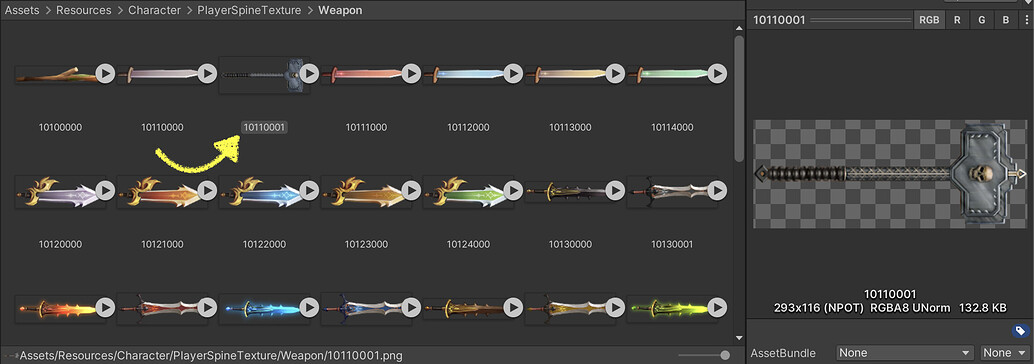 Assets > Resources > Character > PlayerSpineTexture > Weapon
10110001
RGB R G B
10100000 10110000 10110001 10111000 10112000 10113000 10114000
10120000 10121000 10122000 10123000 10124000 10130000 10130001
10110001
293x116 (NPOT) RGBA8 UNorm 132.8 KB
Assets/Resources/Character/PlayerSpineTexture/Weapon/10110001.png
AssetBundle None None